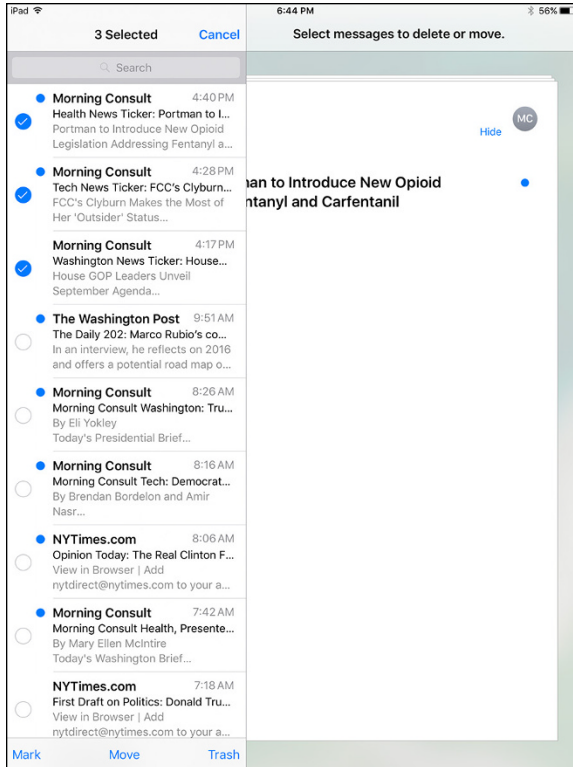 iPad 6:44 PM 56%
3 Selected Cancel
Select messages to delete or move.
Search
Morning Consult 4:40 PM
Health News Ticker: Portman to I...
Portman to Introduce New Opioid
Legislation Addressing Fentanyl a...
Morning Consult 4:28 PM
Tech News Ticker: FCC's Clyburn...
FCC's Clyburn Makes the Most of
Her 'Outsider' Status...
Morning Consult 4:17 PM
Washington News Ticker: House...
House GOP Leaders Unveil
September Agenda...
The Washington Post 9:51 AM
The Daily 202: Marco Rubio's co...
In an interview, he reflects on 2016
and offers a potential road map o...
Morning Consult 8:26 AM
Morning Consult Washington: Tru...
By Eli Yokley
Today's Presidential Brief...
Morning Consult 8:16 AM
Morning Consult Tech: Democrat...
By Brendan Bordelon and Amir
Nasr...
NYTimes.com 8:06 AM
Opinion Today: The Real Clinton F...
View in Browser | Add
nytdirect@nytimes.com to your a...
Morning Consult 7:42 AM
Morning Consult Health, Presente...
By Mary Ellen McIntire
Today's Washington Brief...
NYTimes.com 7:18 AM
First Draft on Politics: Donald Tru...
View in Browser | Add
nytdirect@nytimes.com to your a...
Mark Move Trash
MC
Hide
nan to Introduce New Opioid
ntanyl and Carfentanil